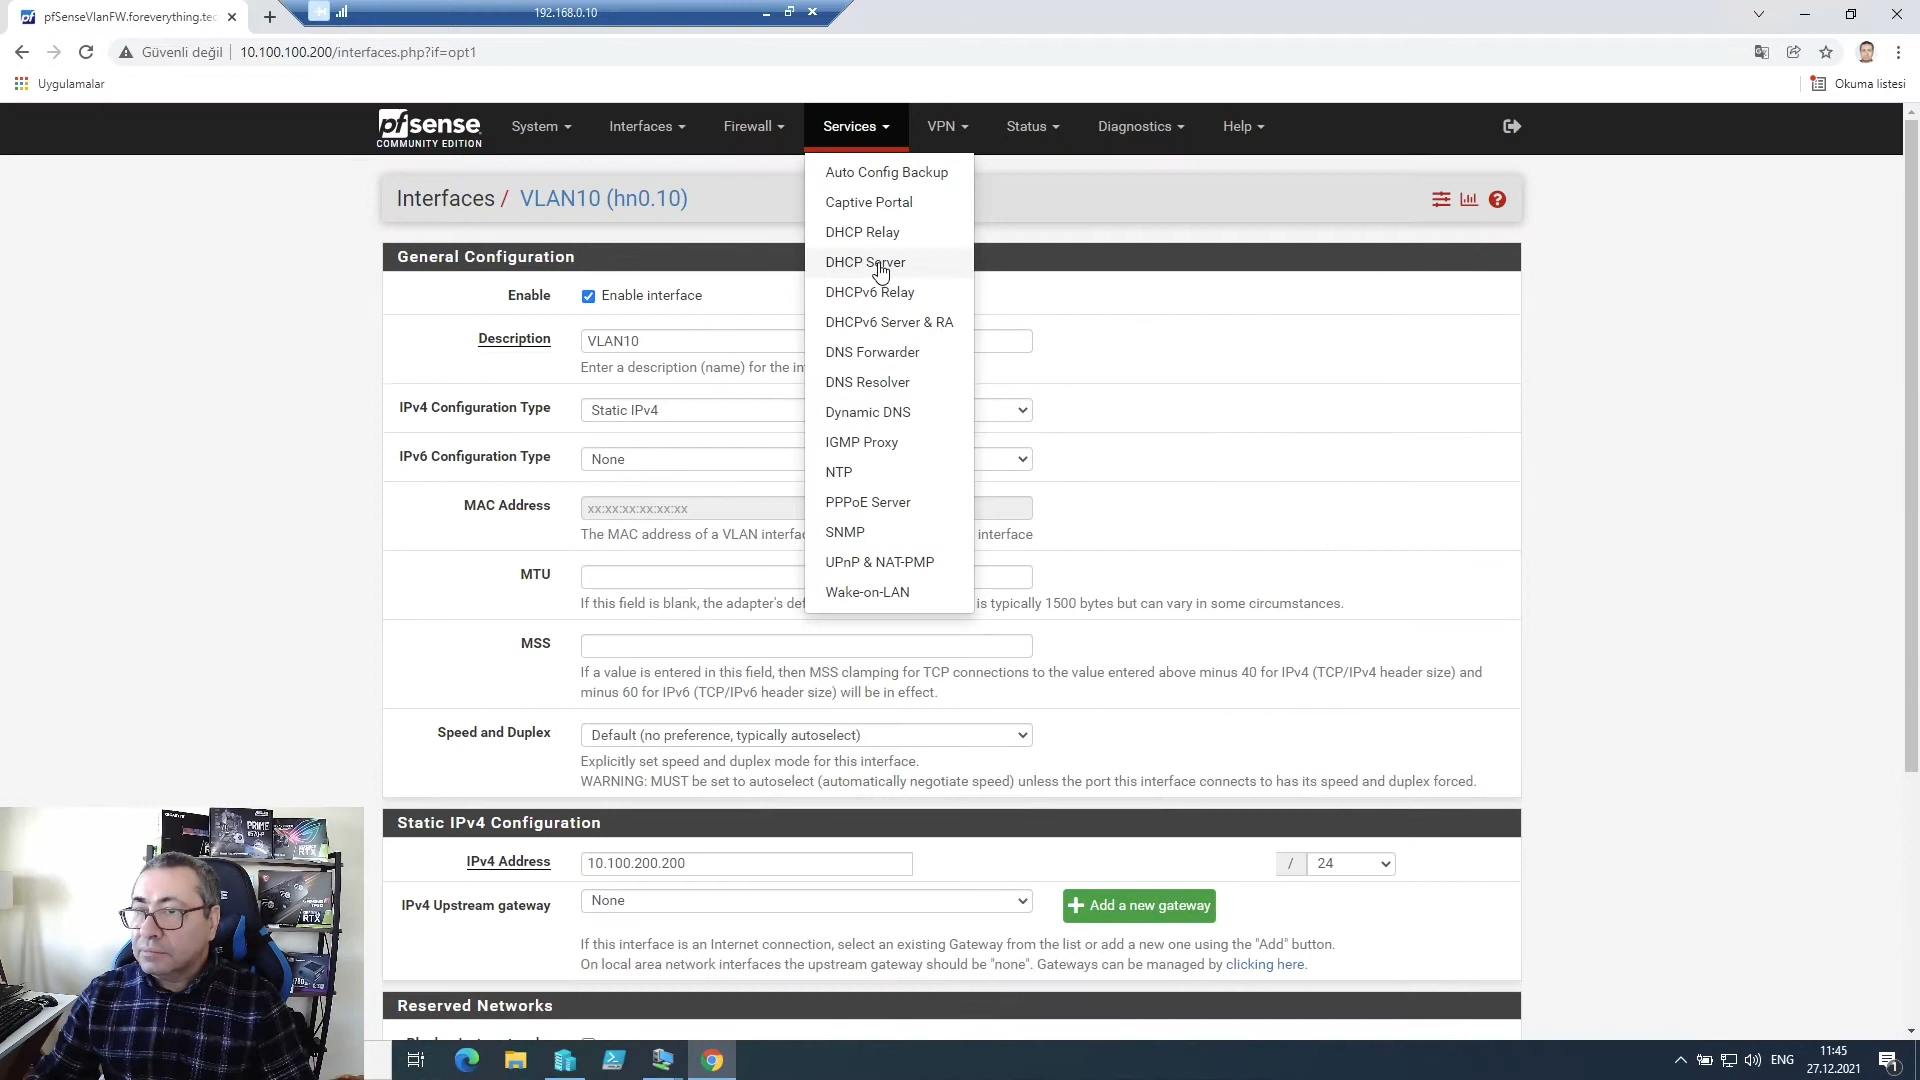 pfSenseVlanFW.foreverything.tec
192.168.0.10
Güvenli değil
10.100.100.200/interfaces.php?if=opt1
Uygulamalar
Okuma listesi
pfsense
COMMUNITY EDITION
System
Interfaces
Firewall
Services
VPN
Status
Diagnostics
Help
Auto Config Backup
Captive Portal
DHCP Relay
DHCP Server
DHCPv6 Relay
DHCPv6 Server & RA
DNS Forwarder
DNS Resolver
Dynamic DNS
IGMP Proxy
NTP
PPPoE Server
SNMP
UPnP & NAT-PMP
Wake-on-LAN
Interfaces / VLAN10 (hn0.10)
General Configuration
Enable
Enable interface
Description
VLAN10
Enter a description (name) for the in
IPv4 Configuration Type
Static IPv4
IPv6 Configuration Type
None
MAC Address
xx:xx:xx:xx:xx:xx
The MAC address of a VLAN interfac interface
MTU
If this field is blank, the adapter's def is typically 1500 bytes but can vary in some circumstances.
MSS
If a value is entered in this field, then MSS clamping for TCP connections to the value entered above minus 40 for IPv4 (TCP/IPv4 header size) and
minus 60 for IPv6 (TCP/IPv6 header size) will be in effect.
Speed and Duplex
Default (no preference, typically autoselect)
Explicitly set speed and duplex mode for this interface.
WARNING: MUST be set to autoselect (automatically negotiate speed) unless the port this interface connects to has its speed and duplex forced.
Static IPv4 Configuration
IPv4 Address
10.100.200.200
/ 24
IPv4 Upstream gateway
None
Add a new gateway
If this interface is an Internet connection, select an existing Gateway from the list or add a new one using the "Add" button.
On local area network interfaces the upstream gateway should be "none". Gateways can be managed by clicking here.
Reserved Networks
PRIME
RTX
RTX
ENG
11:45
27.12.2021
1